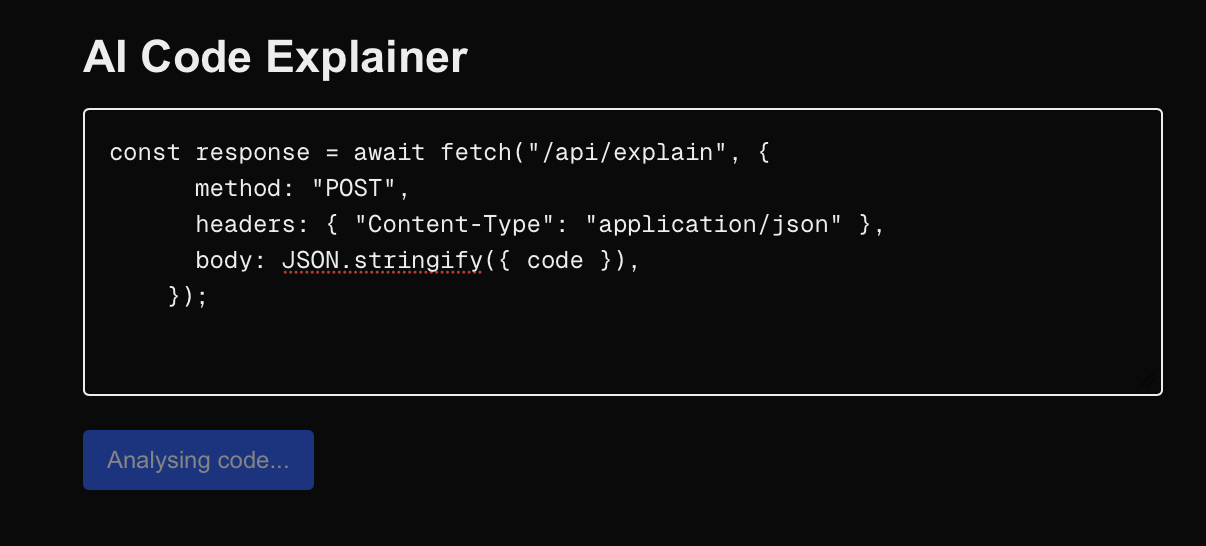 AI Code Explainer
const response = await fetch("/api/explain", {
      method: "POST",
      headers: { "Content-Type": "application/json" },
      body: JSON.stringify({ code }),
    });
Analysing code...